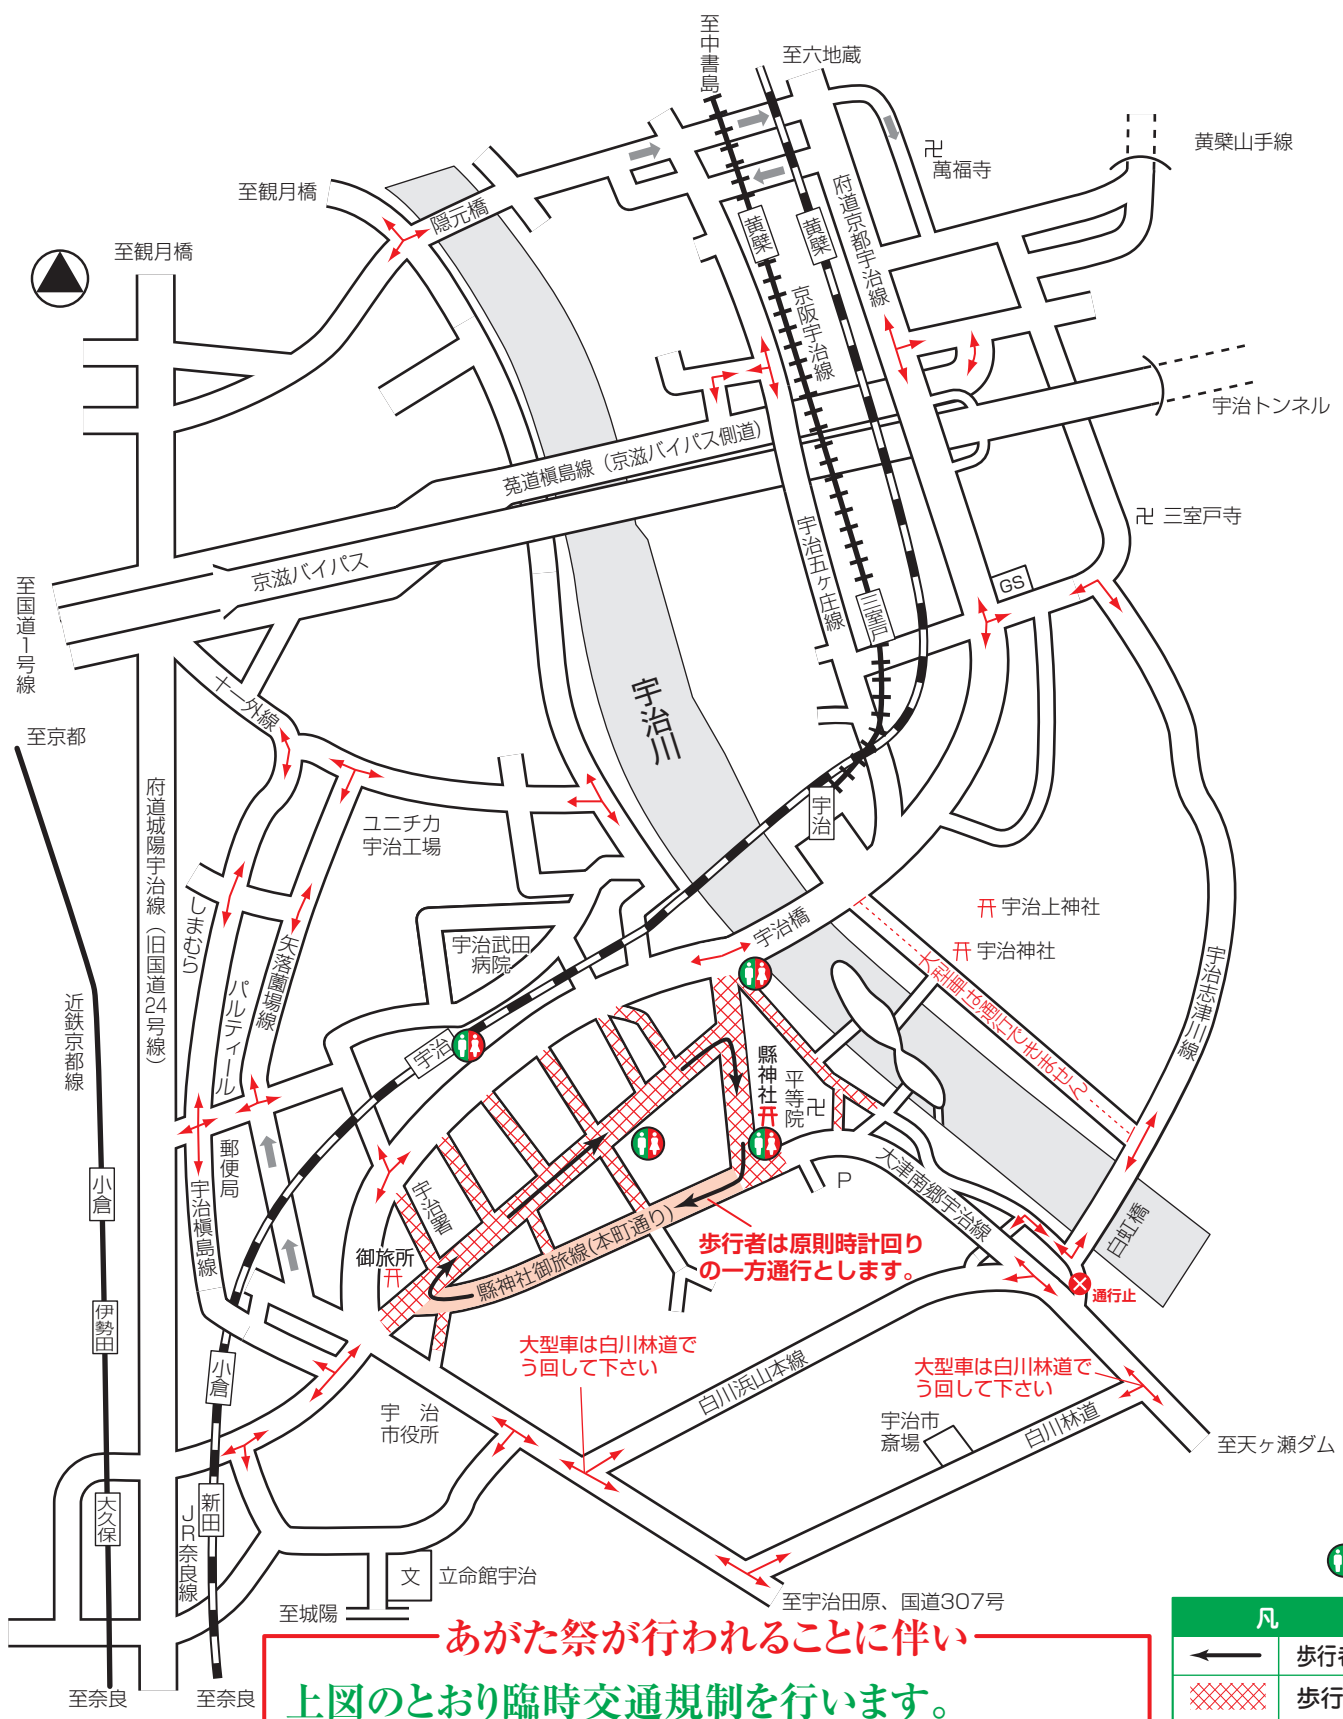 至中書島
至六地蔵
黄檗山手線
卍
萬福寺
至観月橋
隠元橋
府道京都宇治線
黄檗
黄檗
至観月橋
京阪宇治線
宇治トンネル
菟道槇島線（京滋バイパス側道）
卍 三室戸寺
宇治五ヶ庄線
京滋バイパス
至国道1号線
GS
三室戸
宇治川
十一外線
至京都
府道城陽宇治線（旧国道24号線）
ユニチカ
宇治工場
宇治
しまむら
矢落薗場線
宇治武田
病院
宇治橋
宇治上神社
宇治神社
大型車は通行できません
宇治志津川線
近鉄京都線
パルティール
宇治
縣神社
平等院
卍
郵便局
宇治槇島線
小倉
宇治署
大津南郷宇治線
P
白虹橋
御旅所
縣神社御旅線(本町通り)
歩行者は原則時計回り
の一方通行とします。
通行止
伊勢田
小倉
大型車は白川林道で
う回して下さい
白川浜山本線
大型車は白川林道で
う回して下さい
宇治
市役所
宇治市
斎場
白川林道
至天ヶ瀬ダム
大久保
新田
JR奈良線
文
立命館宇治
至城陽
至宇治田原、国道307号
至奈良
至奈良
あがた祭が行われることに伴い
上図のとおり臨時交通規制を行います。
凡
歩行